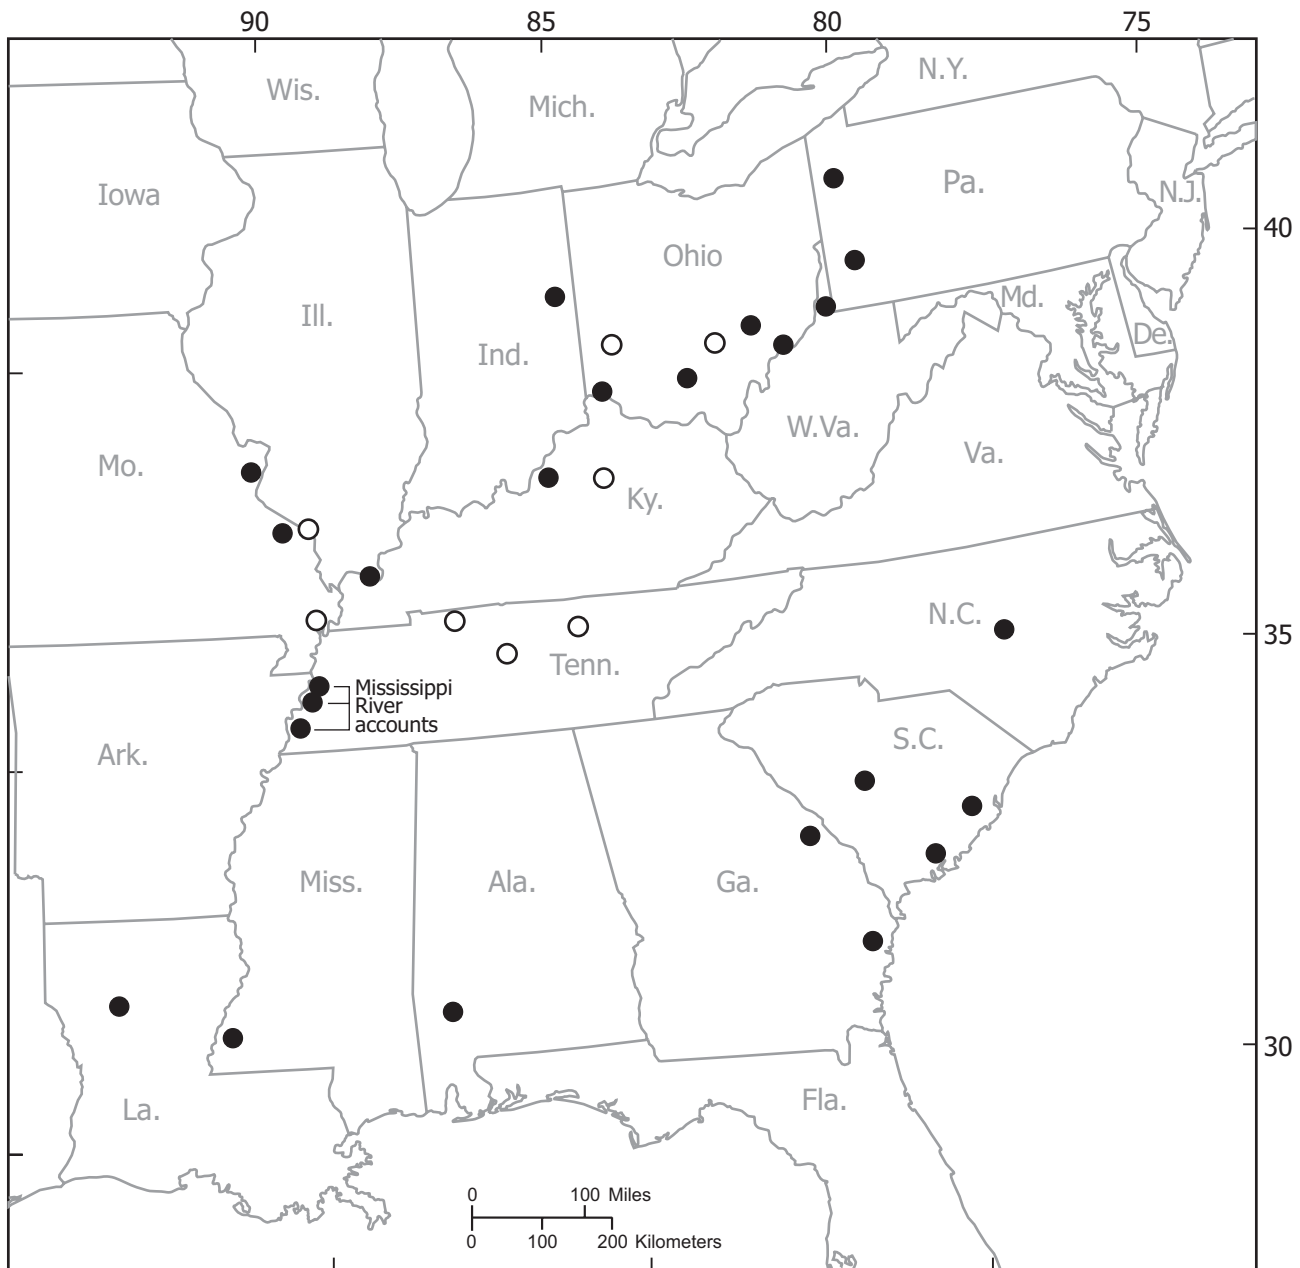 90 85 80 75
N.Y.
Wis.
Mich.
Iowa
Pa.
N.J.
40
Ohio
Md.
Ill.
De.
Ind.
W.Va.
Va.
Mo.
Ky.
N.C.
35
Tenn.
Mississippi
River
accounts
S.C.
Ark.
Miss.
Ala.
Ga.
30
La.
Fla.
0 100 Miles
0 100 200 Kilometers